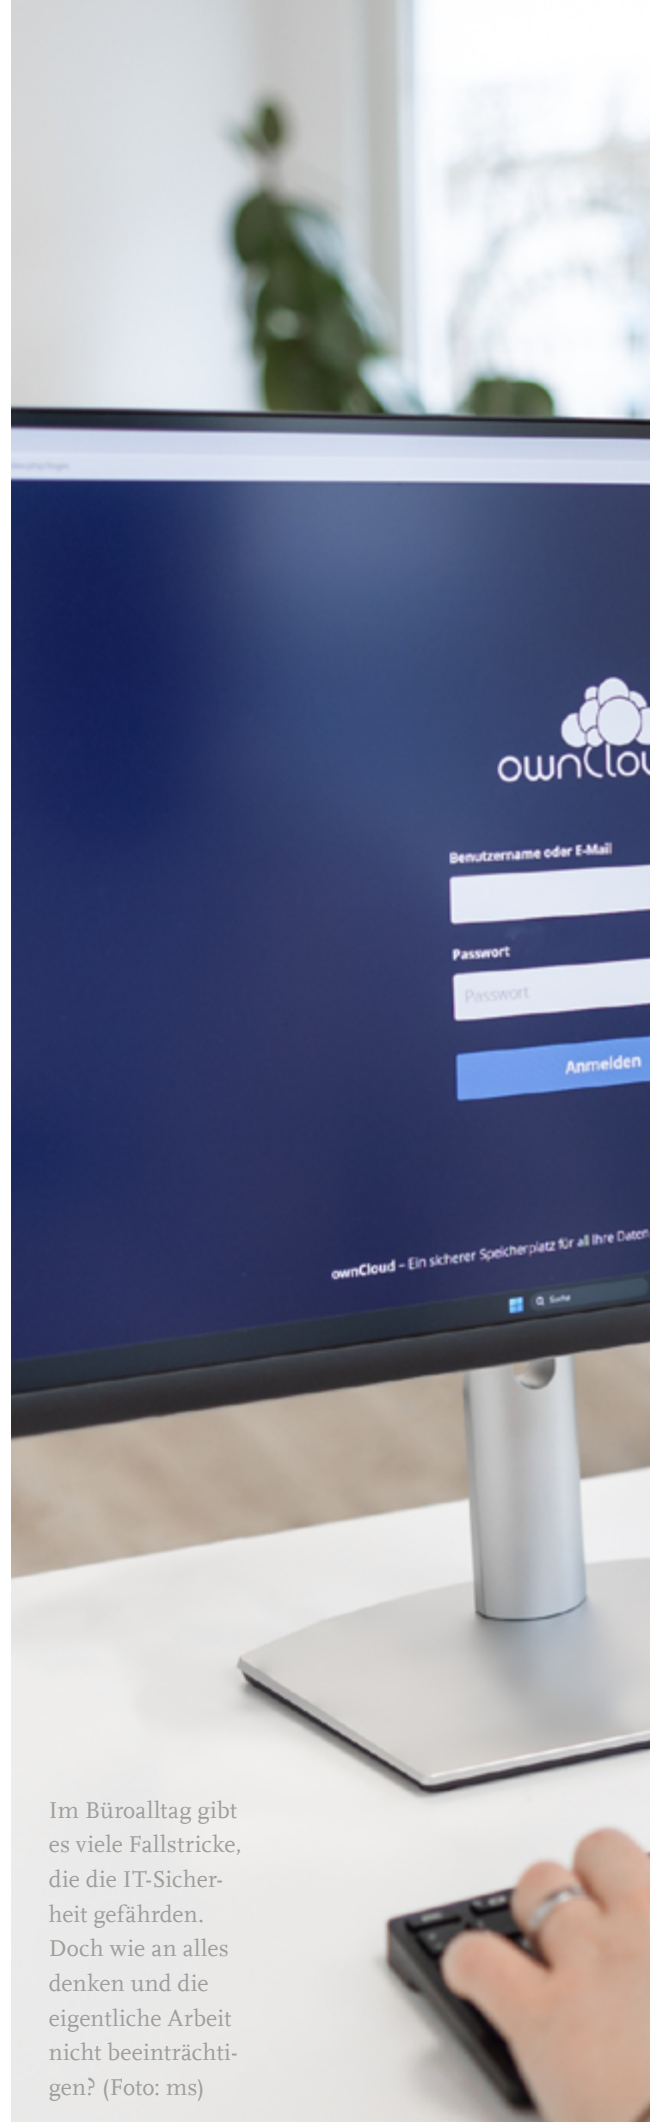 ownClou
Benutzername oder E-Mail
Passwort
Passwort
Anmelden
ownCloud – Ein sicherer Speicherplatz für all Ihre Daten
Suche
Im Büroalltag gibt
es viele Fallstricke,
die die IT-Sicher-
heit gefährden.
Doch wie an alles
denken und die
eigentliche Arbeit
nicht beeinträchti-
gen? (Foto: ms)